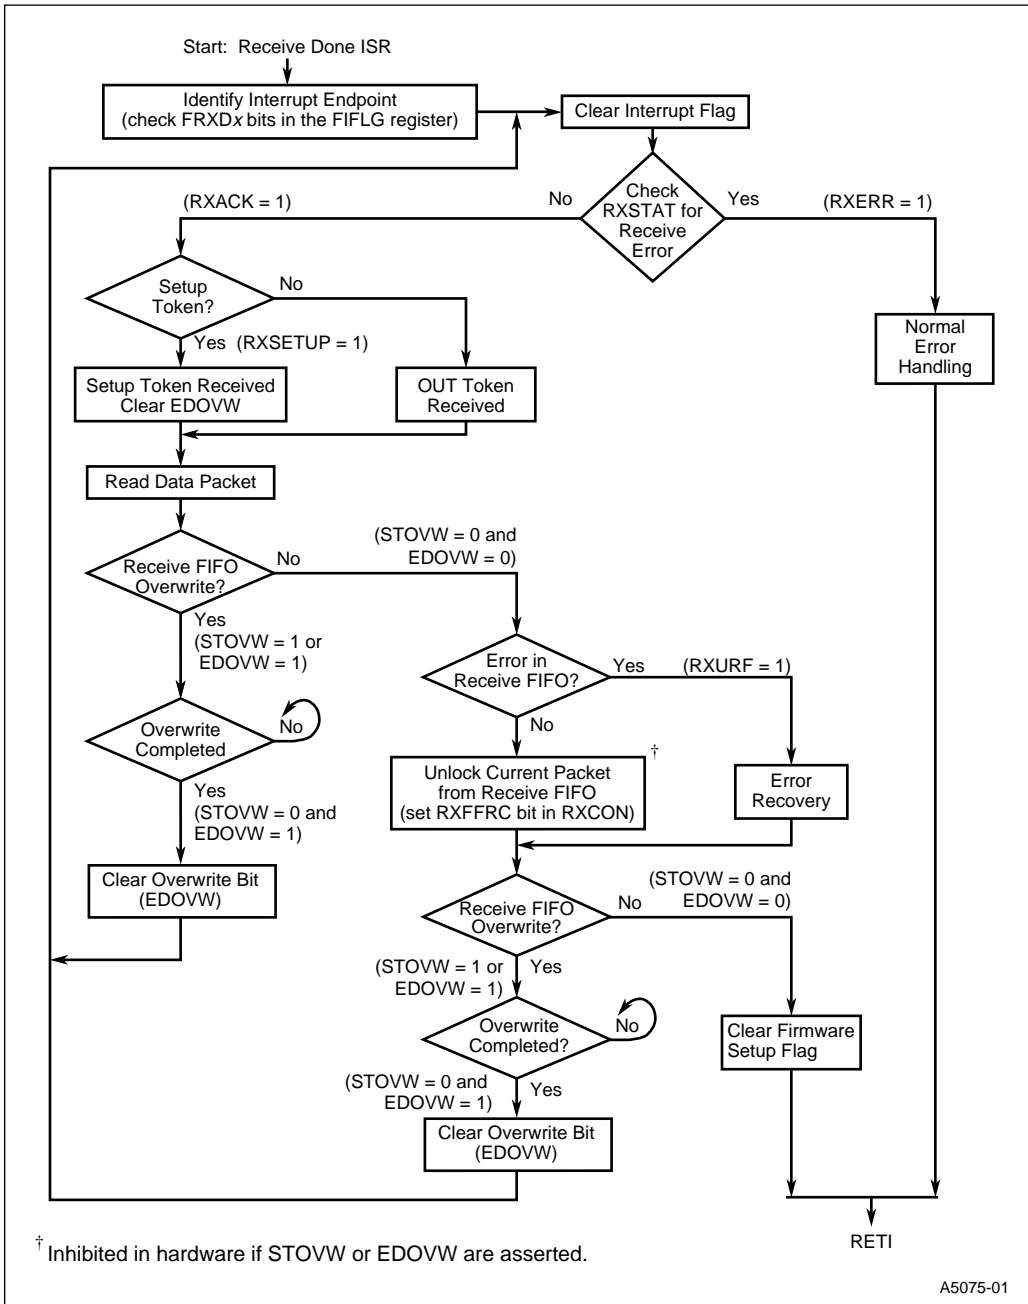 Start: Receive Done ISR
Identify Interrupt Endpoint
(check FRXDx bits in the FIFLG register)
Clear Interrupt Flag
Check
RXSTAT for
Receive
Error
No
(RXACK = 1)
Yes
(RXERR = 1)
Setup
Token?
No
Yes (RXSETUP = 1)
Normal
Error
Handling
Setup Token Received
Clear EDOVW
OUT Token
Received
Read Data Packet
Receive FIFO
Overwrite?
No
(STOVW = 0 and
EDOVW = 0)
Yes
(STOVW = 1 or
EDOVW = 1)
Error in
Receive FIFO?
Yes
(RXURF = 1)
No
Overwrite
Completed
No
Yes
(STOVW = 0 and
EDOVW = 1)
Unlock Current Packet
from Receive FIFO
(set RXFFRC bit in RXCON)
†
Error
Recovery
Clear Overwrite Bit
(EDOVW)
Receive FIFO
Overwrite?
No
(STOVW = 0 and
EDOVW = 0)
(STOVW = 1 or
EDOVW = 1)
Yes
Overwrite
Completed?
No
Clear Firmware
Setup Flag
(STOVW = 0 and
EDOVW = 1)
Yes
Clear Overwrite Bit
(EDOVW)
RETI
† Inhibited in hardware if STOVW or EDOVW are asserted.
A5075-01